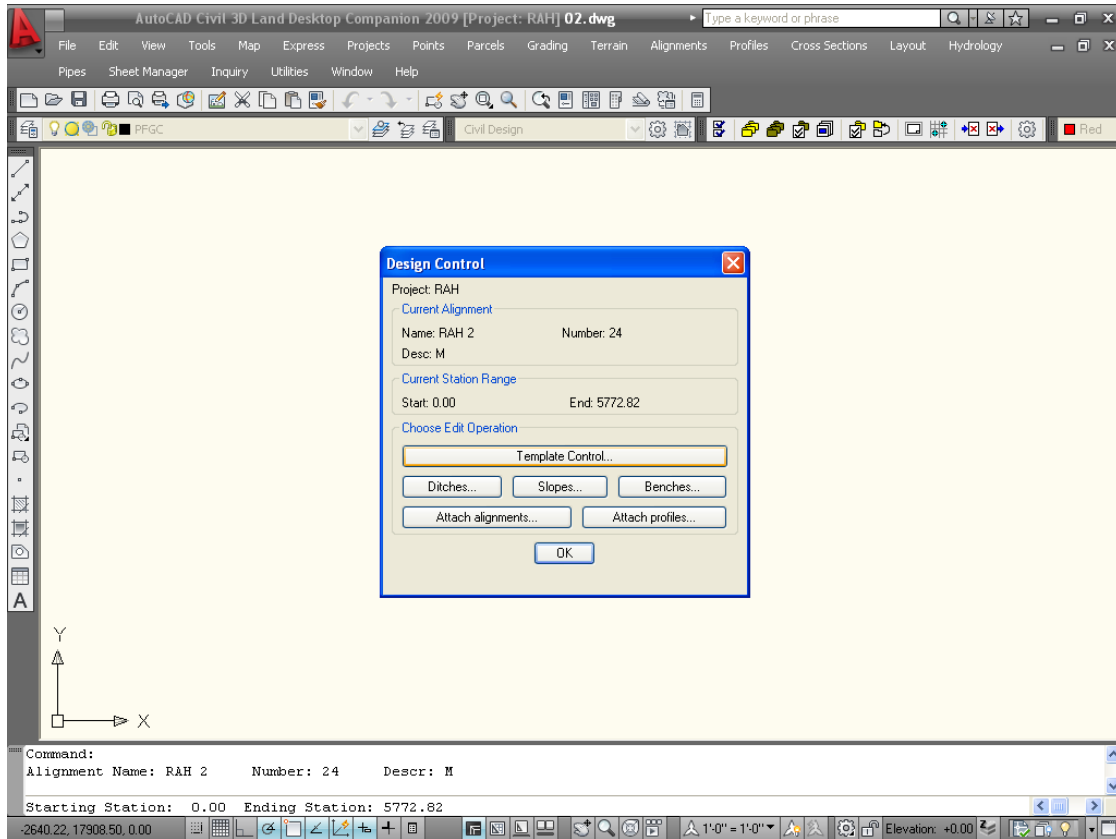 AutoCAD Civil 3D Land Desktop Companion 2009 [Project: RAH] 02.dwg
Type a keyword or phrase
File Edit View Tools Map Express Projects Points Parcels Grading Terrain Alignments Profiles Cross Sections Layout Hydrology
Pipes Sheet Manager Inquiry Utilities Window Help
PFGC
Civil Design
Red
Design Control
Project: RAH
Current Alignment
Name: RAH 2 Number: 24
Desc: M
Current Station Range
Start: 0.00 End: 5772.82
Choose Edit Operation
Template Control...
Ditches... Slopes... Benches...
Attach alignments... Attach profiles...
OK
A
Y
X
Command:
Alignment Name: RAH 2 Number: 24 Descr: M
Starting Station: 0.00 Ending Station: 5772.82
-2640.22, 17908.50, 0.00
1'-0" = 1'-0"
Elevation: +0.00